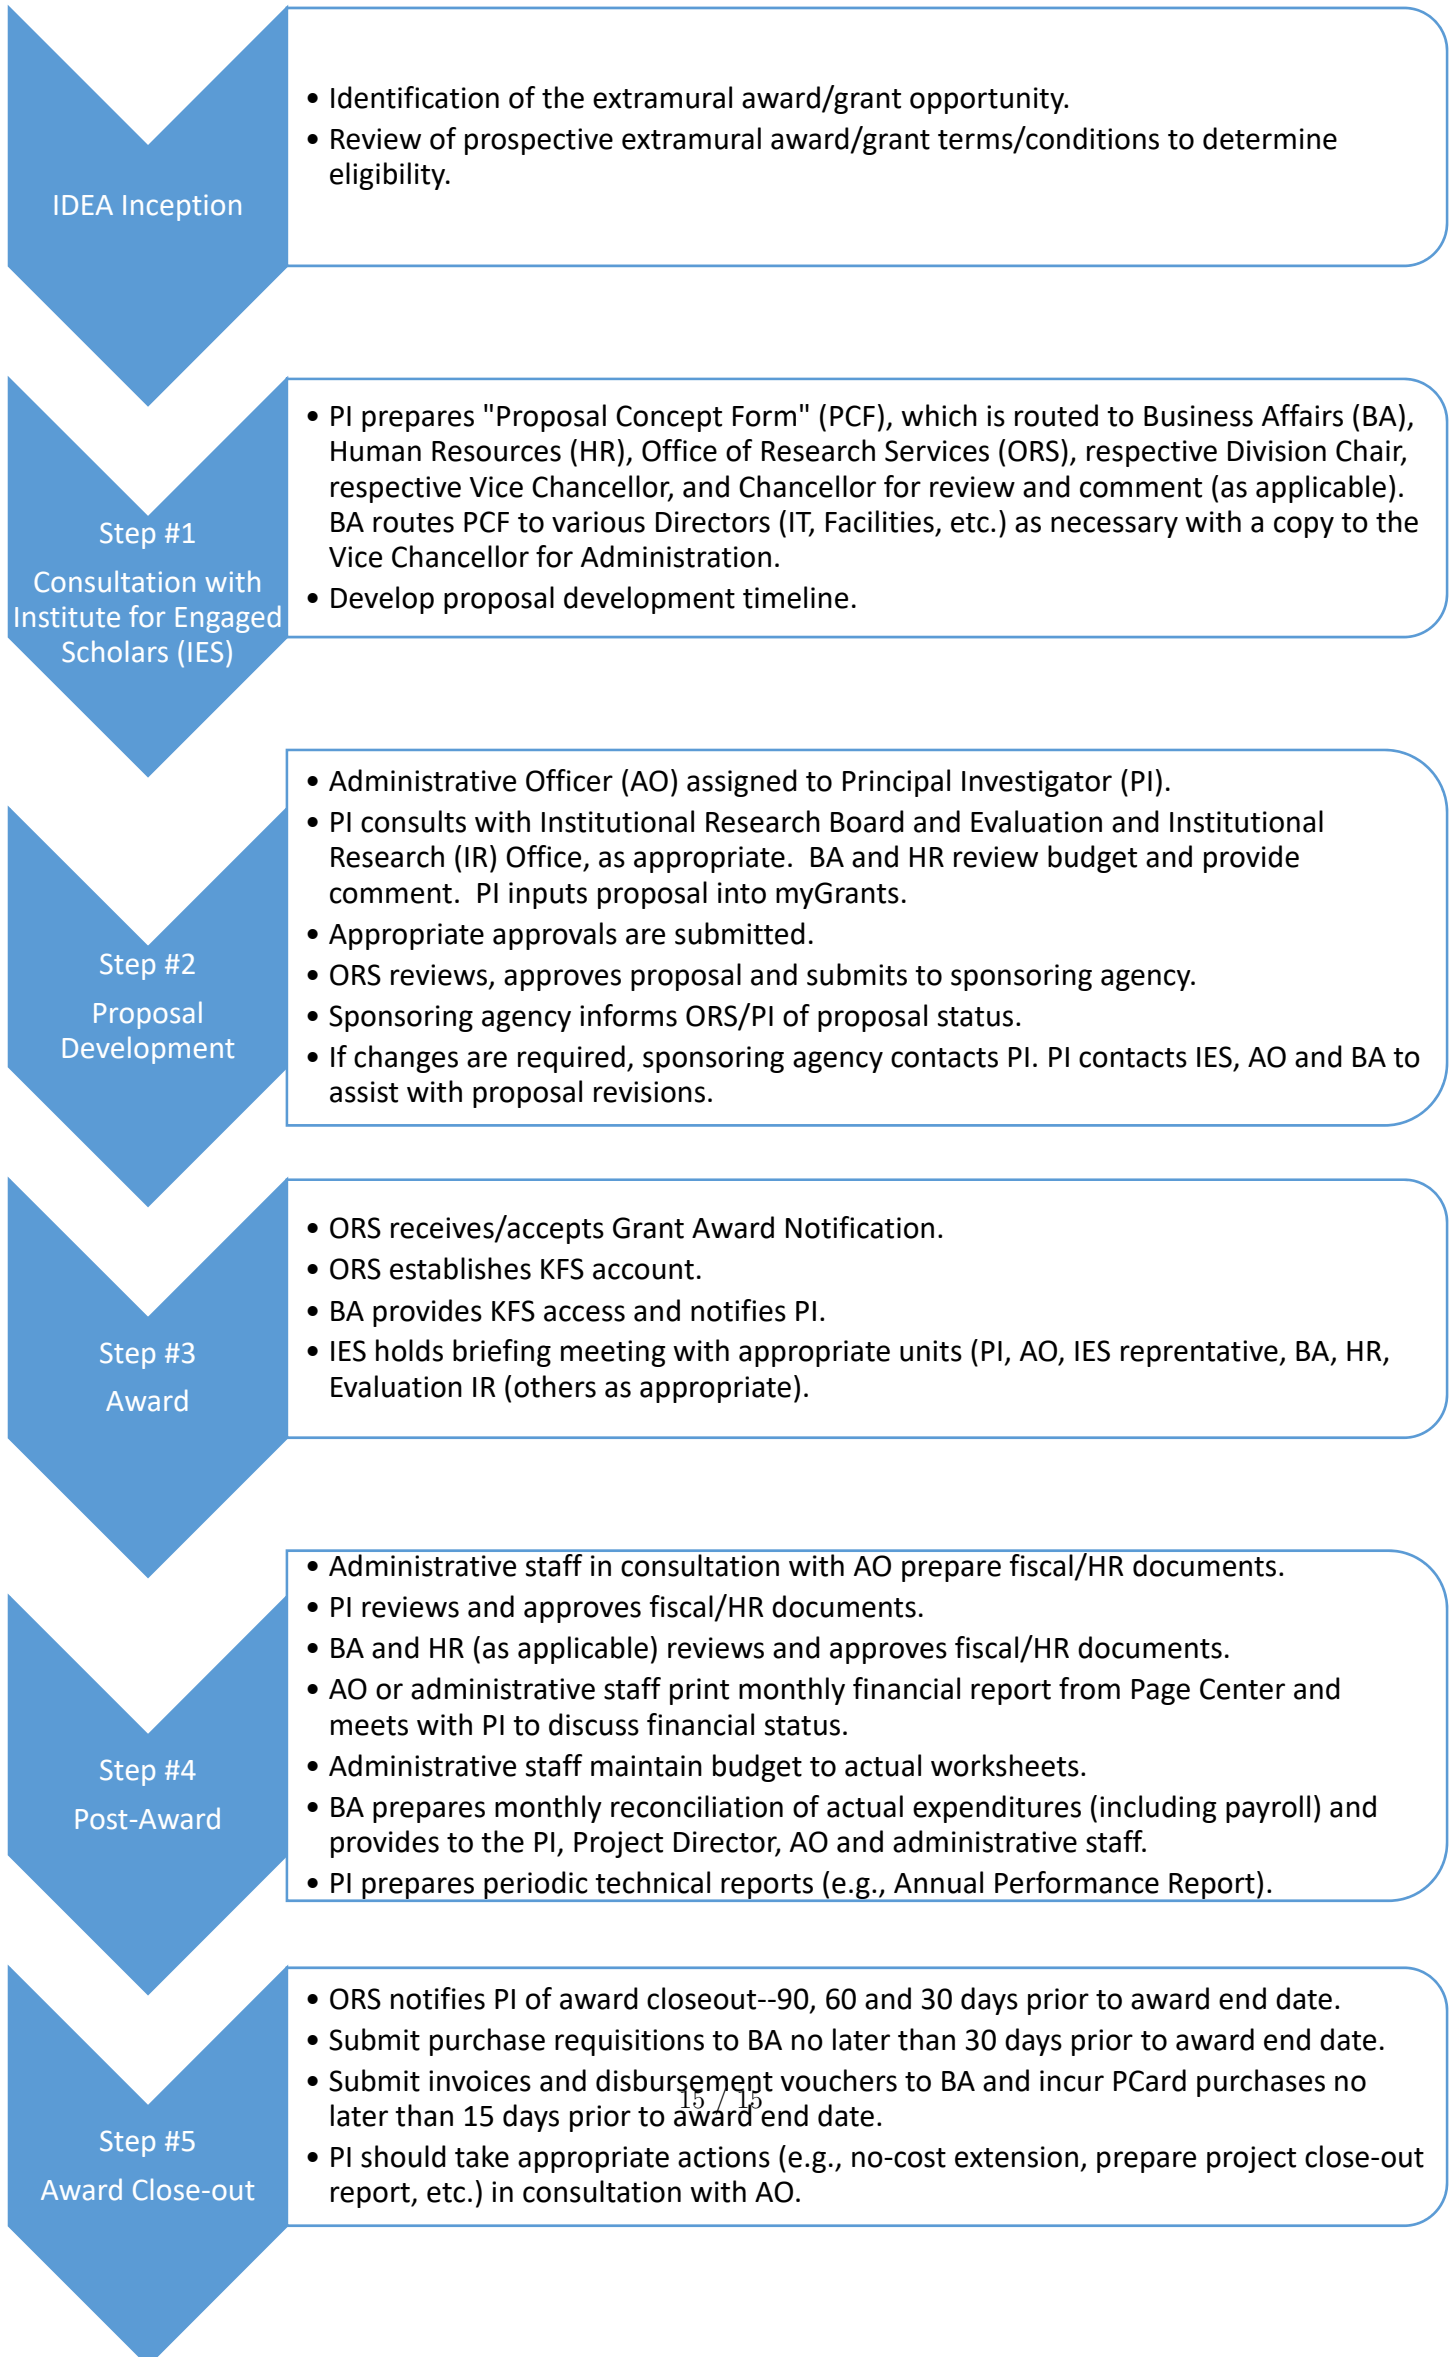 IDEA Inception
• Identification of the extramural award/grant opportunity.
• Review of prospective extramural award/grant terms/conditions to determine
eligibility.
Step #1
Consultation with
Institute for Engaged
Scholars (IES)
• PI prepares "Proposal Concept Form" (PCF), which is routed to Business Affairs (BA),
Human Resources (HR), Office of Research Services (ORS), respective Division Chair,
respective Vice Chancellor, and Chancellor for review and comment (as applicable).
BA routes PCF to various Directors (IT, Facilities, etc.) as necessary with a copy to the
Vice Chancellor for Administration.
• Develop proposal development timeline.
Step #2
Proposal
Development
• Administrative Officer (AO) assigned to Principal Investigator (PI).
• PI consults with Institutional Research Board and Evaluation and Institutional
Research (IR) Office, as appropriate.  BA and HR review budget and provide
comment.  PI inputs proposal into myGrants.
• Appropriate approvals are submitted.
• ORS reviews, approves proposal and submits to sponsoring agency.
• Sponsoring agency informs ORS/PI of proposal status.
• If changes are required, sponsoring agency contacts PI. PI contacts IES, AO and BA to
assist with proposal revisions.
Step #3
Award
• ORS receives/accepts Grant Award Notification.
• ORS establishes KFS account.
• BA provides KFS access and notifies PI.
• IES holds briefing meeting with appropriate units (PI, AO, IES reprentative, BA, HR,
Evaluation IR (others as appropriate).
Step #4
Post-Award
• Administrative staff in consultation with AO prepare fiscal/HR documents.
• PI reviews and approves fiscal/HR documents.
• BA and HR (as applicable) reviews and approves fiscal/HR documents.
• AO or administrative staff print monthly financial report from Page Center and
meets with PI to discuss financial status.
• Administrative staff maintain budget to actual worksheets.
• BA prepares monthly reconciliation of actual expenditures (including payroll) and
provides to the PI, Project Director, AO and administrative staff.
• PI prepares periodic technical reports (e.g., Annual Performance Report).
Step #5
Award Close-out
• ORS notifies PI of award closeout--90, 60 and 30 days prior to award end date.
• Submit purchase requisitions to BA no later than 30 days prior to award end date.
• Submit invoices and disbursement vouchers to BA and incur PCard purchases no
later than 15 days prior to award end date.
• PI should take appropriate actions (e.g., no-cost extension, prepare project close-out
report, etc.) in consultation with AO.
15 / 15